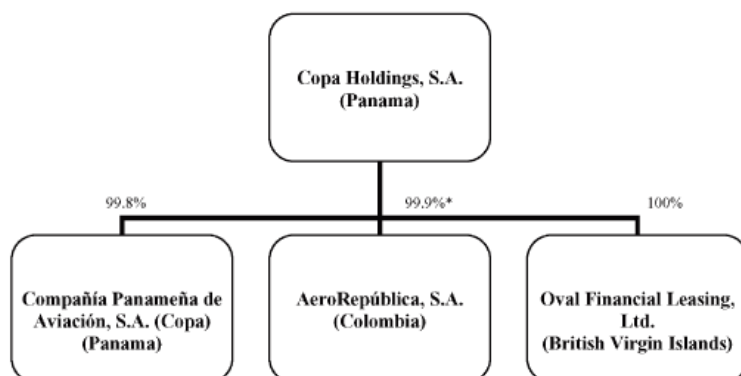 Copa Holdings, S.A.
(Panama)
99.8%
99.9%*
100%
Compañía Panameña de
Aviación, S.A. (Copa)
(Panama)
AeroRepública, S.A.
(Colombia)
Oval Financial Leasing,
Ltd.
(British Virgin Islands)